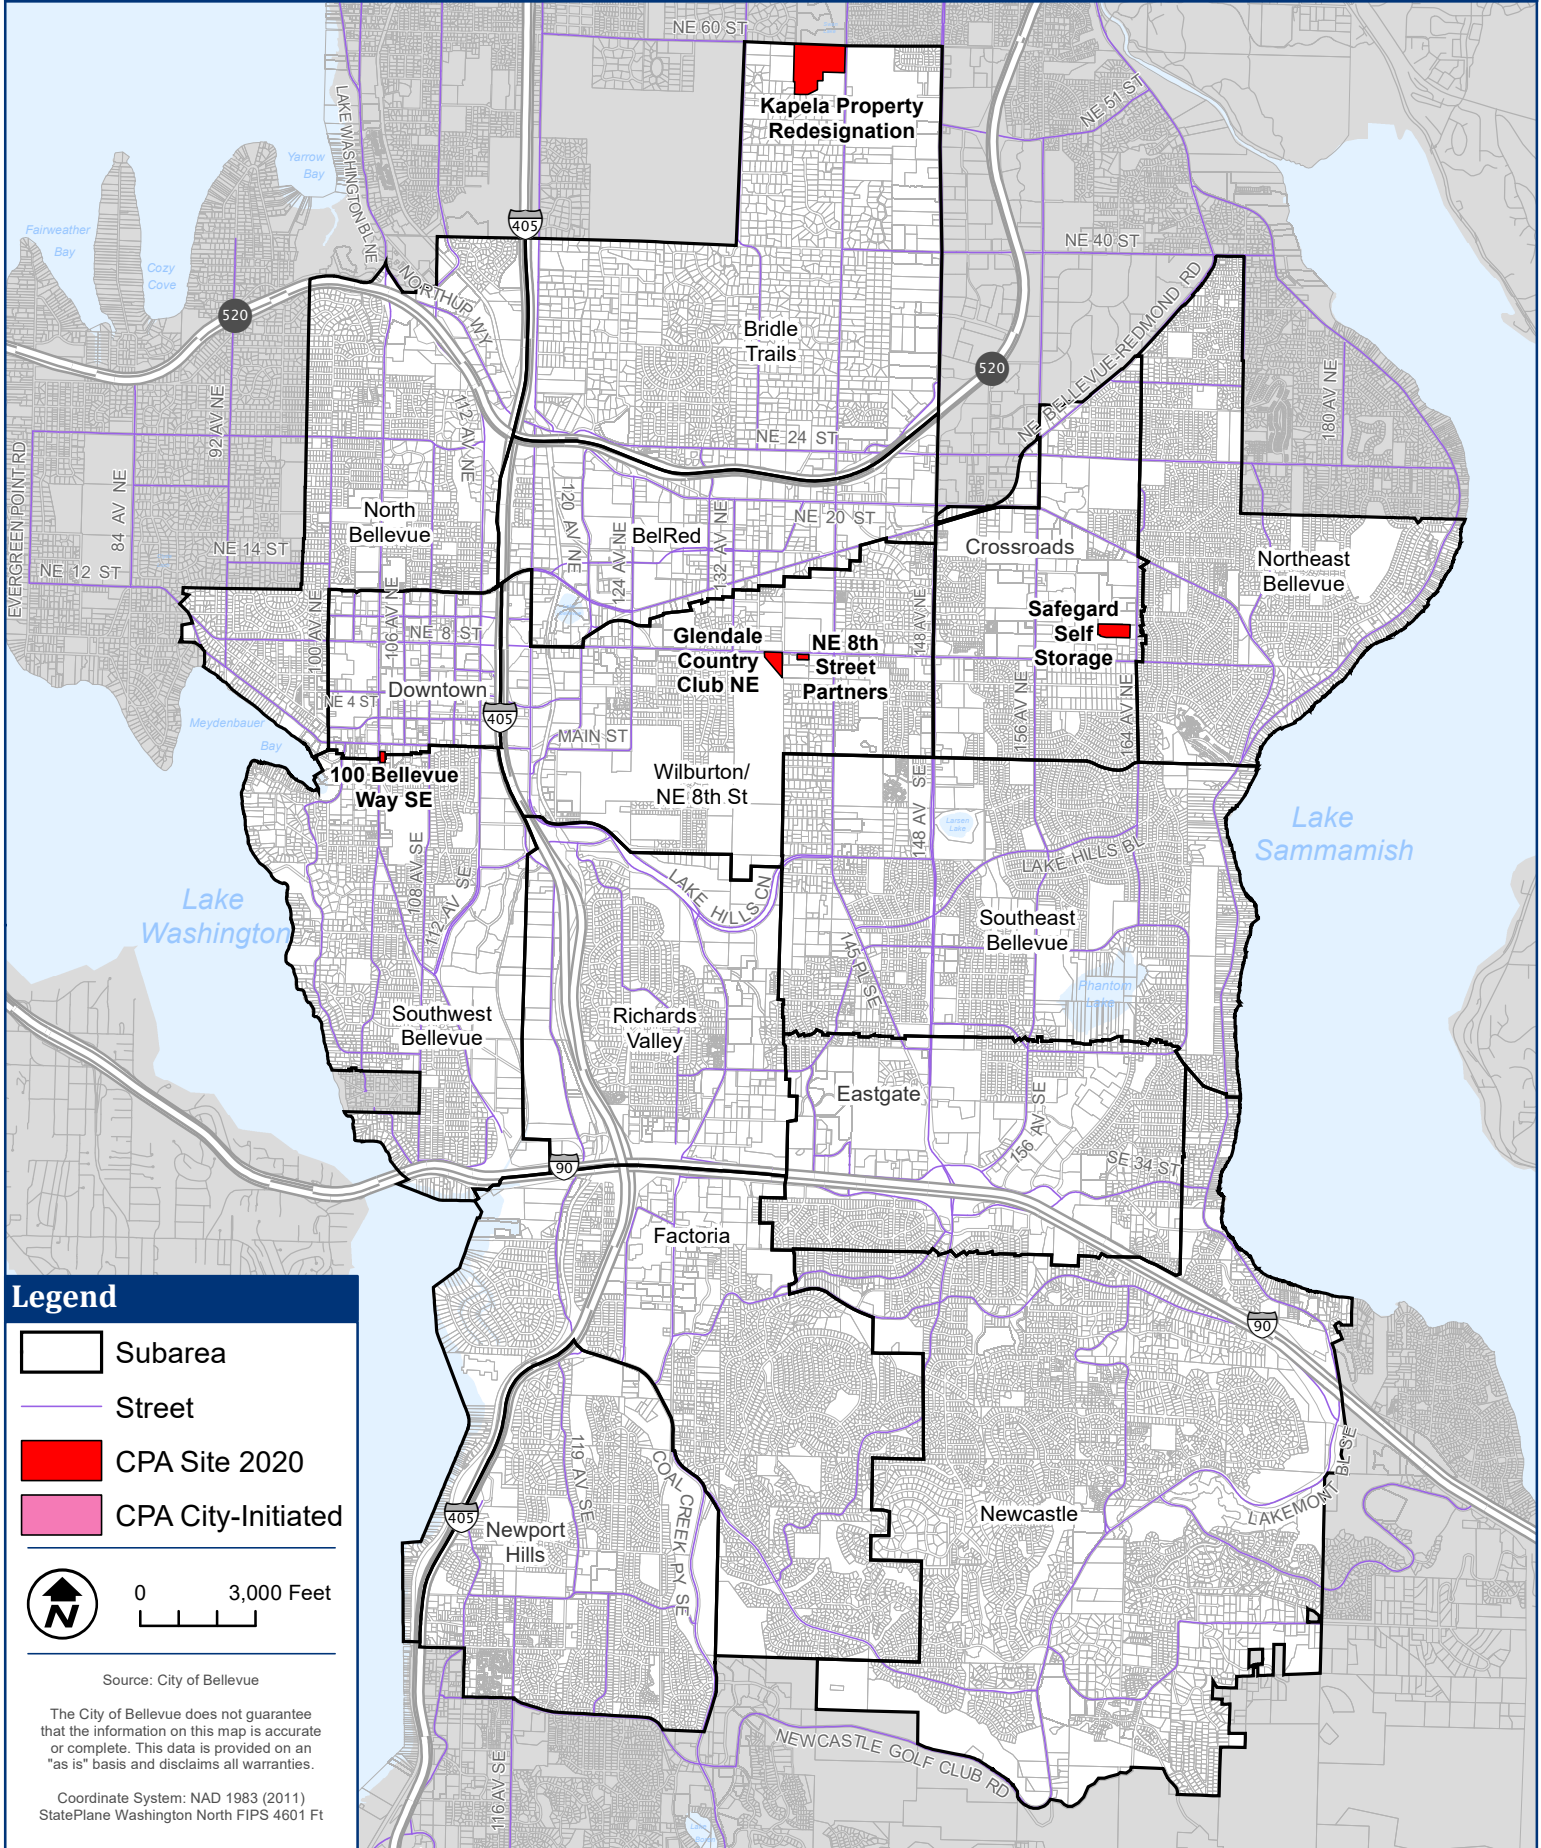 NE 60 ST
Kapela Property
Redesignation
NE 51 ST
LAKE WASHINGTON BL NE
Yarrow
Bay
Fairweather
Bay
Cozy
Cove
405
NE 40 ST
NORTHUP WY
520
Bridle
Trails
520
NE BELLEVUE-REDMOND RD
92 AV NE
112 AV NE
180 AV NE
NE 24 ST
EVERGREEN POINT RD
84 AV NE
North
Bellevue
120 AV NE
124 AV NE
BelRed
132 AV NE
NE 20 ST
Crossroads
Northeast
Bellevue
NE 14 ST
NE 12 ST
100 AV NE
106 AV NE
NE 8 ST
148 AV NE
Safegard
Self
Storage
Glendale
Country
Club NE
NE 8th
Street
Partners
NE 4 ST
Downtown
405
MAIN ST
156 AV NE
164 AV NE
Meydenbauer
Bay
100 Bellevue
Way SE
Wilburton/
NE 8th St
148 AV SE
Larsen
Lake
Lake
Sammamish
LAKE HILLS BL
108 AV SE
112 AV SE
LAKE HILLS CN
Lake
Washington
145 PL SE
Southeast
Bellevue
Phantom
Lake
Southwest
Bellevue
Richards
Valley
Eastgate
156 AV SE
SE 34 ST
90
Factoria
90
Legend
Subarea
Street
CPA Site 2020
CPA City-Initiated
N
0 3,000 Feet
Source: City of Bellevue
The City of Bellevue does not guarantee
that the information on this map is accurate
or complete. This data is provided on an
"as is" basis and disclaims all warranties.
Coordinate System: NAD 1983 (2011)
StatePlane Washington North FIPS 4601 Ft
119 AV SE
COAL CREEK PY SE
405
Newport
Hills
Newcastle
LAKEMONT BL SE
116 AV SE
NEWCASTLE GOLF CLUB RD
Lake